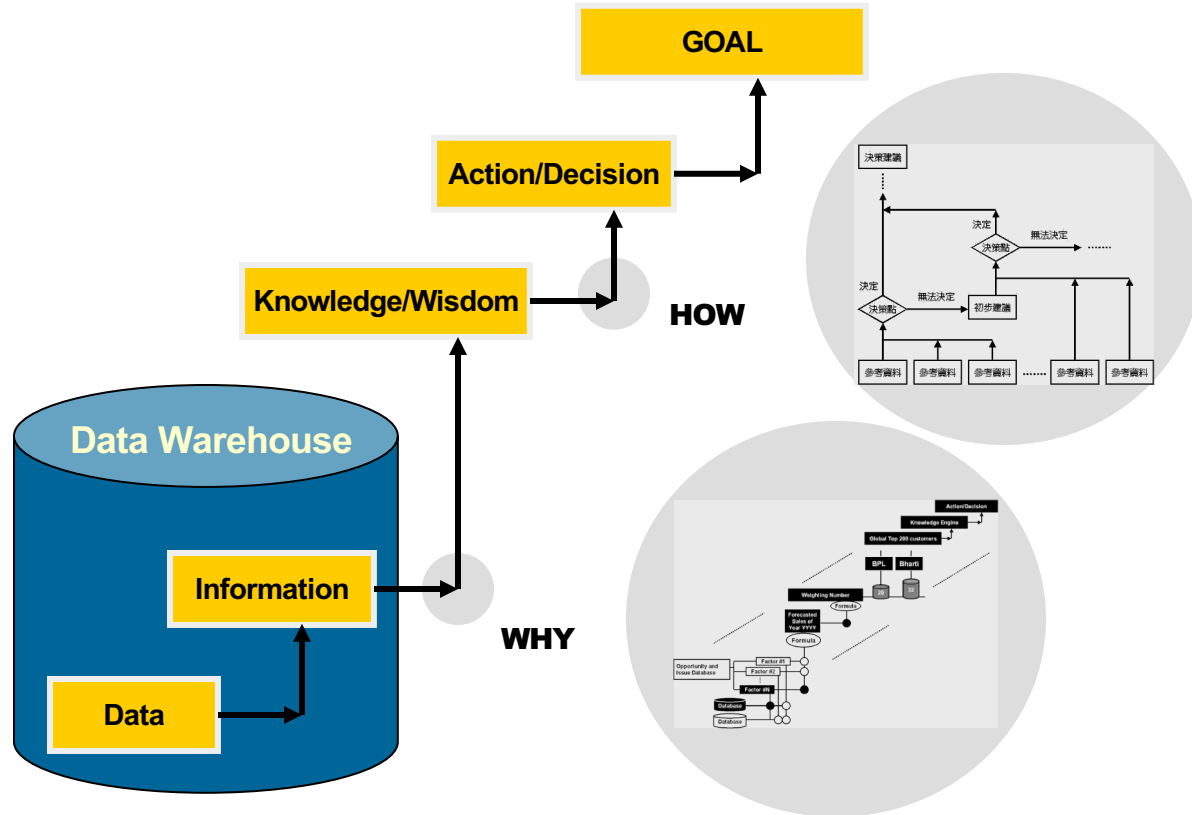 GOAL
Action/Decision
Knowledge/Wisdom
HOW
Data Warehouse
Information
WHY
Data
決策建議
決定
無法決定
決策點
.......
決定
無法決定
決策點
初步建議
參考資料
參考資料
參考資料
.......
參考資料
參考資料
Action/Decision
Knowledge Engine
Global Top 200 customers
BPL
Bharti
Weighting Number
Formula
Forecasted
Sales of
Year YYYY
Formula
Opportunity and
Issue Database
Factor #1
Factor #2
Factor #N
Database
Database